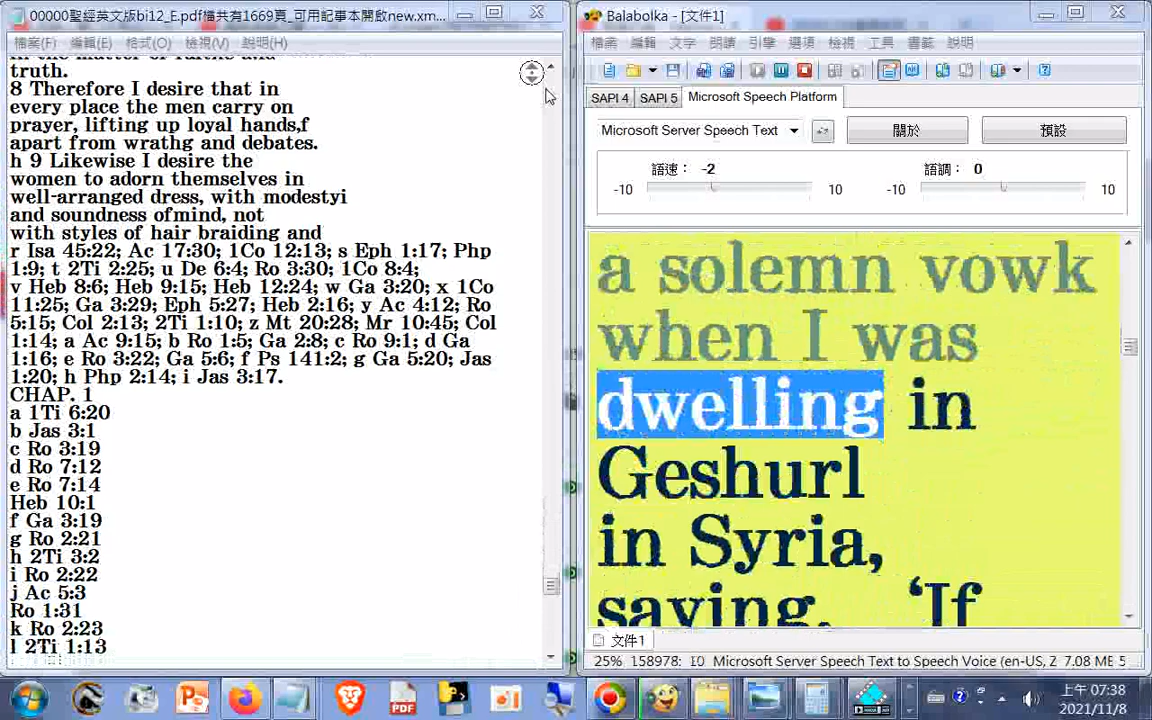 00000聖經英文版bi12_E.pdf檔共有1669頁_可用記事本開啟new.xm...
檔案(F) 編輯(E) 格式(O) 檢視(V) 說明(H)
truth.
8 Therefore I desire that in
every place the men carry on
prayer, lifting up loyal hands,f
apart from wrathg and debates.
h 9 Likewise I desire the
women to adorn themselves in
well-arranged dress, with modestyi
and soundness ofmind, not
with styles of hair braiding and
r Isa 45:22; Ac 17:30; 1Co 12:13; s Eph 1:17; Php
1:9; t 2Ti 2:25; u De 6:4; Ro 3:30; 1Co 8:4;
v Heb 8:6; Heb 9:15; Heb 12:24; w Ga 3:20; x 1Co
11:25; Ga 3:29; Eph 5:27; Heb 2:16; y Ac 4:12; Ro
5:15; Col 2:13; 2Ti 1:10; z Mt 20:28; Mr 10:45; Col
1:14; a Ac 9:15; b Ro 1:5; Ga 2:8; c Ro 9:1; d Ga
1:16; e Ro 3:22; Ga 5:6; f Ps 141:2; g Ga 5:20; Jas
1:20; h Php 2:14; i Jas 3:17.
CHAP. 1
a 1Ti 6:20
b Jas 3:1
c Ro 3:19
d Ro 7:12
e Ro 7:14
Heb 10:1
f Ga 3:19
g Ro 2:21
h 2Ti 3:2
i Ro 2:22
j Ac 5:3
Ro 1:31
k Ro 2:23
l 2Ti 1:13
Balabolka - [文件1]
檔案 編輯 文字 朗讀 引擎 選項 檢視 工具 書籤 說明
SAPI 4 SAPI 5 Microsoft Speech Platform
Microsoft Server Speech Text 關於 預設
語速： -2 語調： 0
-10 10 -10 10
a solemn vowk
when I was
dwelling in
Geshurl
in Syria,
saying, ‘If
文件1
25% 158978: 10 Microsoft Server Speech Text to Speech Voice (en-US, Z 7.08 MB 5
PDF
上午 07:38
2021/11/8